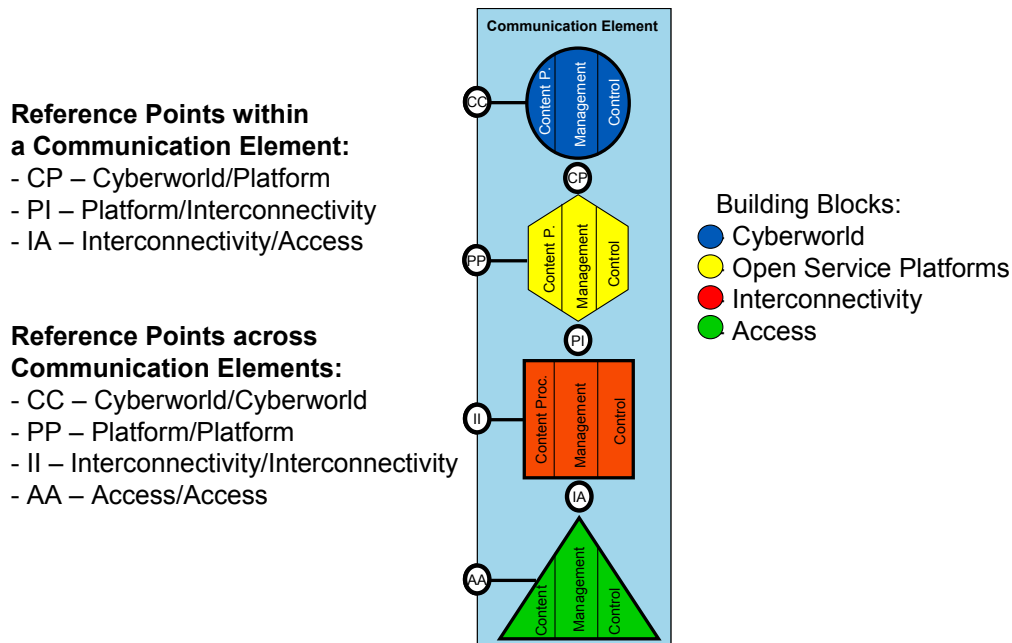 Communication Element
Reference Points within
a Communication Element:
- CP – Cyberworld/Platform
- PI – Platform/Interconnectivity
- IA – Interconnectivity/Access
Reference Points across
Communication Elements:
- CC – Cyberworld/Cyberworld
- PP – Platform/Platform
- II – Interconnectivity/Interconnectivity
- AA – Access/Access
CC
Content P.
Management
Control
CP
PP
Content P.
Management
Control
PI
II
Content Proc.
Management
Control
IA
AA
Content
Management
Control
Building Blocks:
Cyberworld
Open Service Platforms
- Interconnectivity
- Access